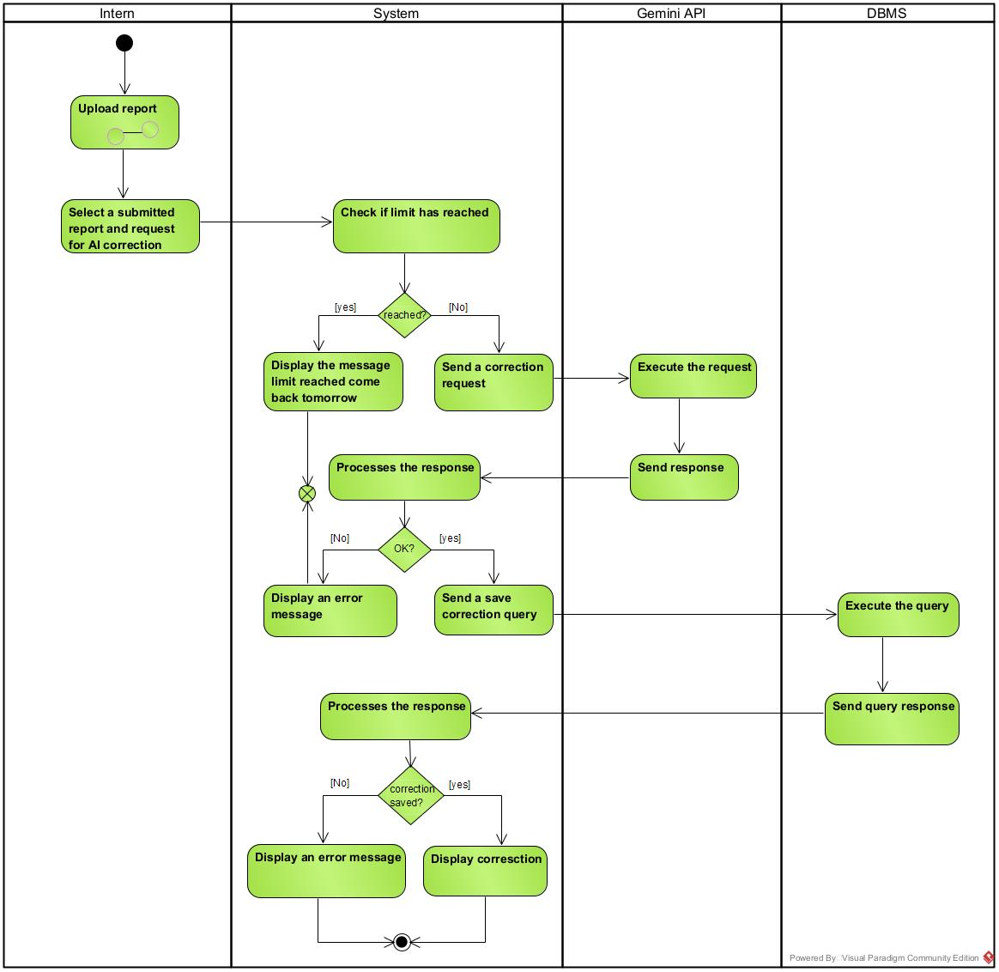 Intern
System
Gemini API
DBMS
Upload report
Select a submitted
report and request
for AI correction
Check if limit has reached
reached?
[yes]
[No]
Display the message
limit reached come
back tomorrow
Send a correction
request
Execute the request
Send response
Processes the response
OK?
[No]
[yes]
Display an error
message
Send a save
correction query
Execute the query
Send query response
Processes the response
correction
saved?
[No]
[yes]
Display an error message
Display corresction
Powered By Visual Paradigm Community Edition